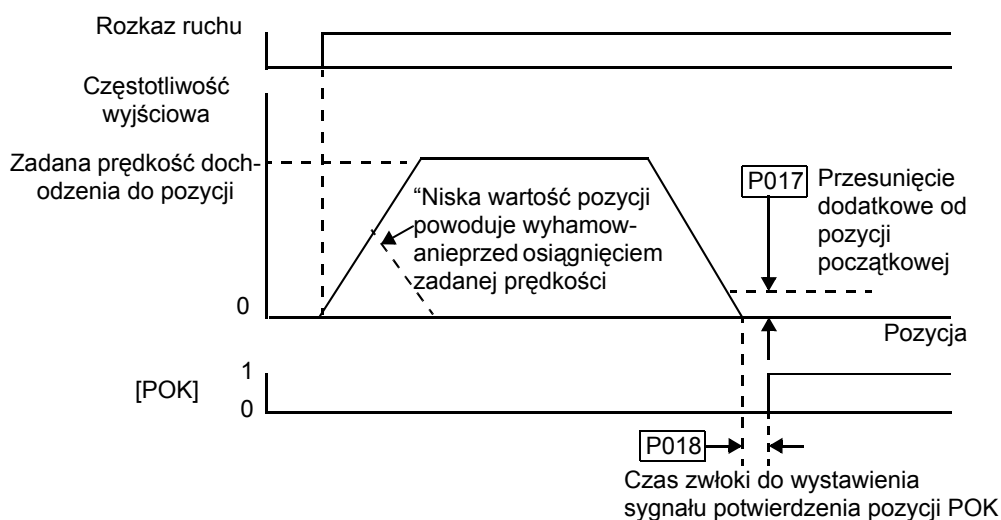 Rozkaz ruchu
Częstotliwość
wyjściowa
Zadana prędkość doch-
odzenia do pozycji
“Niska wartość pozycji
powoduje wyhamow-
anieprzed osiągnięciem
zadanej prędkości
P017
Przesunięcie
dodatkowe od
pozycji
początkowej
0
Pozycja
[POK]
1
0
P018
Czas zwłoki do wystawienia
sygnału potwierdzenia pozycji POK